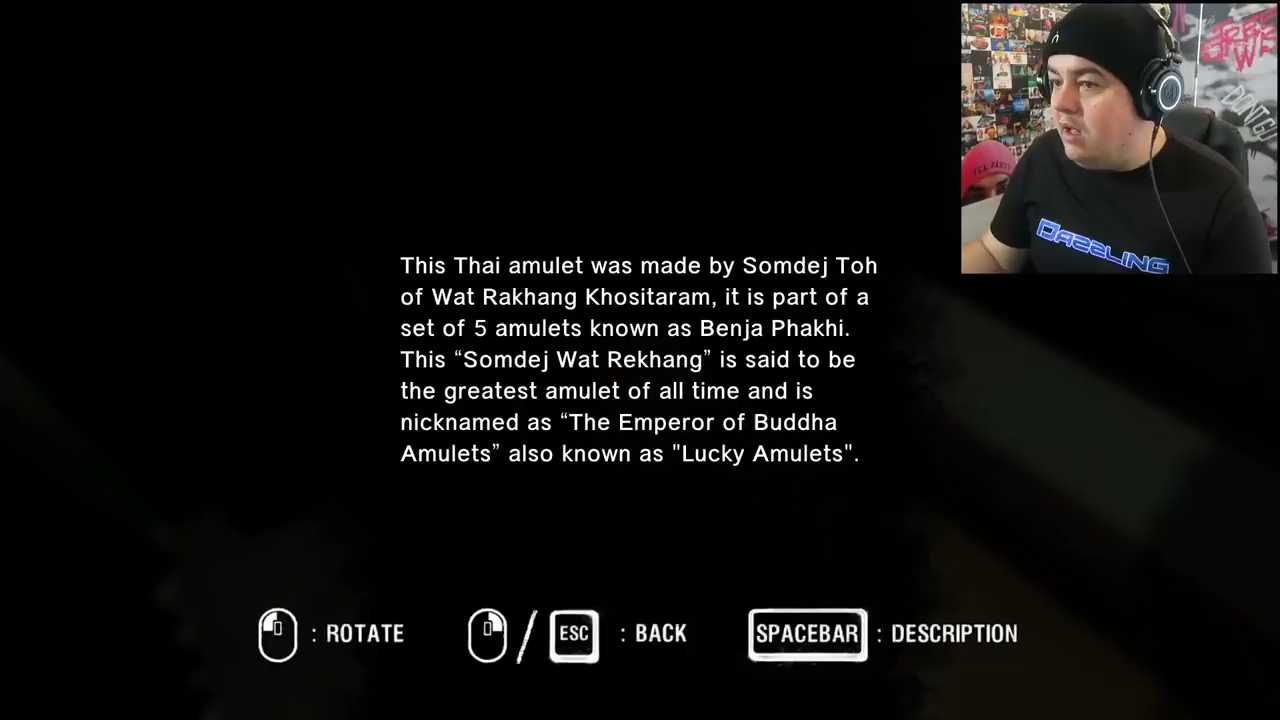 This Thai amulet was made by Somdej Toh
of Wat Rakhang Khositaram, it is part of a
set of 5 amulets known as Benja Phakhi.
This “Somdej Wat Rekhang” is said to be
the greatest amulet of all time and is
nicknamed as “The Emperor of Buddha
Amulets” also known as "Lucky Amulets".
: ROTATE / ESC : BACK SPACEBAR : DESCRIPTION
DAZZLING